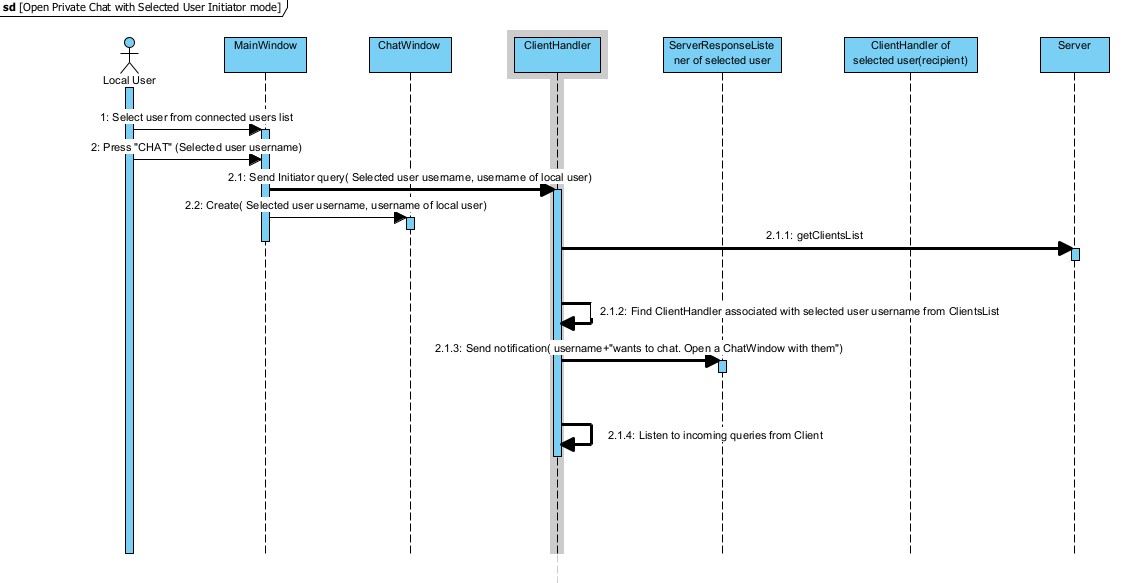 sd [Open Private Chat with Selected User Initiator mode]
Local User
MainWindow
ChatWindow
ClientHandler
ServerResponseListe
ner of selected user
ClientHandler of
selected user(recipient)
Server
1: Select user from connected users list
2: Press "CHAT" (Selected user username)
2.1: Send Initiator query( Selected user username, username of local user)
2.2: Create( Selected user username, username of local user)
2.1.1: getClientsList
2.1.2: Find ClientHandler associated with selected user username from ClientsList
2.1.3: Send notification( username+"wants to chat. Open a ChatWindow with them")
2.1.4: Listen to incoming queries from Client